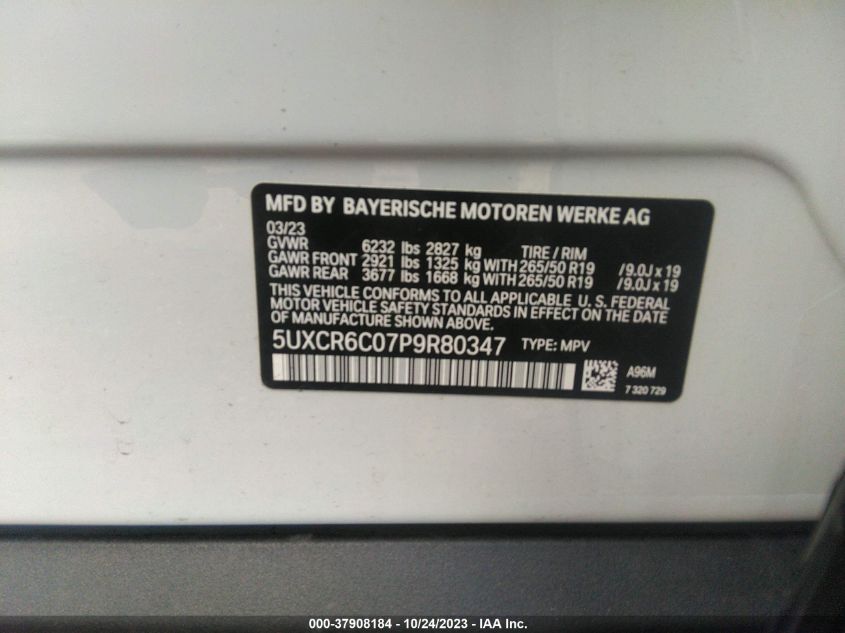 MFD BY BAYERISCHE MOTOREN WERKE AG
03/23
GVWR 6232 lbs 2827 kg TIRE / RIM
GAWR FRONT 2921 lbs 1325 kg WITH 265/50 R19 /9.0J x 19
GAWR REAR 3677 lbs 1668 kg WITH 265/50 R19 /9.0J x 19
THIS VEHICLE CONFORMS TO ALL APPLICABLE U. S. FEDERAL
MOTOR VEHICLE SAFETY STANDARDS IN EFFECT ON THE DATE
OF MANUFACTURE SHOWN ABOVE.
5UXCR6C07P9R80347 TYPE: MPV
A96M
7 320 729
000-37908184 / 10/24/2023 - IAA Inc.